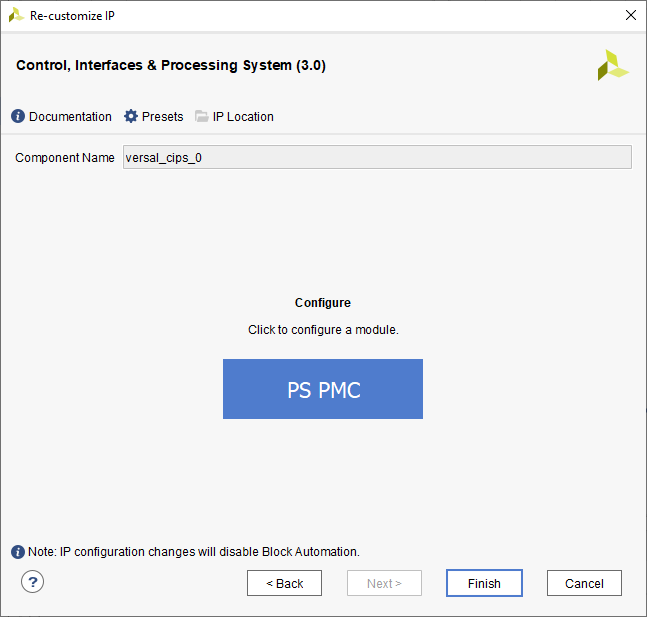 Re-customize IP
Control, Interfaces & Processing System (3.0)
Documentation Presets IP Location
Component Name versal_cips_0
Configure
Click to configure a module.
PS PMC
Note: IP configuration changes will disable Block Automation.
? < Back Next > Finish Cancel